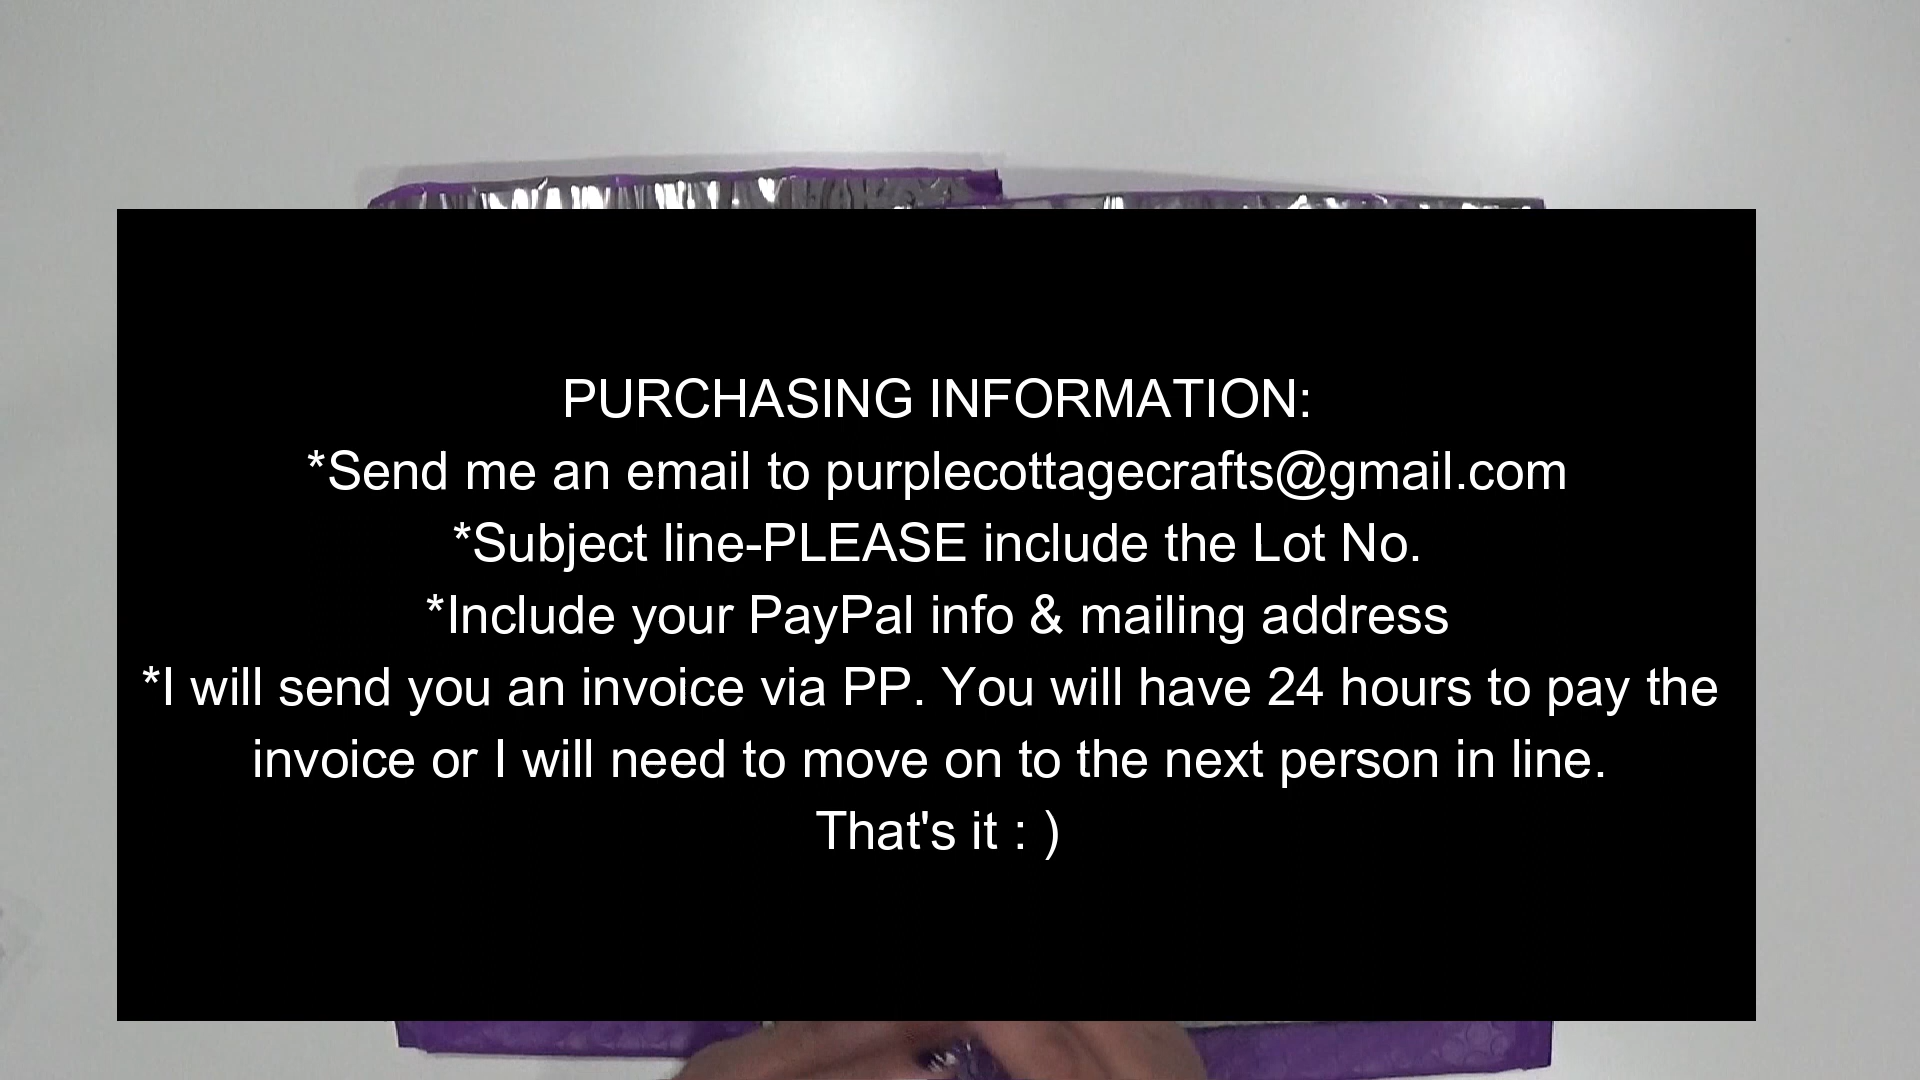 PURCHASING INFORMATION:
*Send me an email to purplecottagecrafts@gmail.com
*Subject line-PLEASE include the Lot No.
*Include your PayPal info & mailing address
*I will send you an invoice via PP. You will have 24 hours to pay the
invoice or I will need to move on to the next person in line.
That's it : )